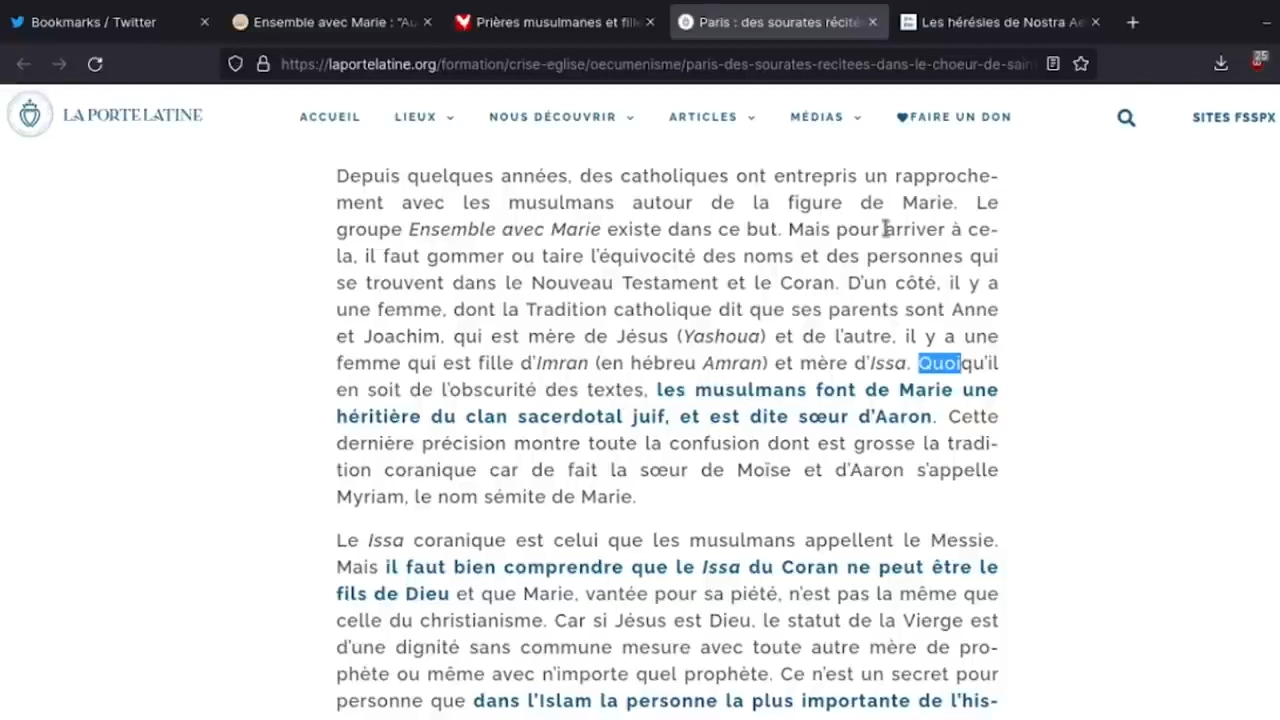 Bookmarks / Twitter
Ensemble avec Marie : "Au
Prières musulmanes et fille
Paris : des sourates récité
Les hérésies de Nostra Ae
https://laportelatine.org/formation/crise-eglise/oecumenisme/paris-des-sourates-recitees-dans-le-choeur-de-sain
25
LA PORTE LATINE
ACCUEIL
LIEUX
NOUS DÉCOUVRIR
ARTICLES
MÉDIAS
FAIRE UN DON
SITES FSSPX
Depuis quelques années, des catholiques ont entrepris un rapproche-
ment avec les musulmans autour de la figure de Marie. Le
groupe Ensemble avec Marie existe dans ce but. Mais pour arriver à ce-
la, il faut gommer ou taire l'équivocité des noms et des personnes qui
se trouvent dans le Nouveau Testament et le Coran. D'un côté, il y a
une femme, dont la Tradition catholique dit que ses parents sont Anne
et Joachim, qui est mère de Jésus (Yashoua) et de l'autre, il y a une
femme qui est fille d'Imran (en hébreu Amran) et mère d'Issa. Quoiqu'il
en soit de l'obscurité des textes, les musulmans font de Marie une
héritière du clan sacerdotal juif, et est dite sœur d'Aaron. Cette
dernière précision montre toute la confusion dont est grosse la tradi-
tion coranique car de fait la sœur de Moïse et d'Aaron s'appelle
Myriam, le nom sémite de Marie.
Le Issa coranique est celui que les musulmans appellent le Messie.
Mais il faut bien comprendre que le Issa du Coran ne peut être le
fils de Dieu et que Marie, vantée pour sa piété, n'est pas la même que
celle du christianisme. Car si Jésus est Dieu, le statut de la Vierge est
d'une dignité sans commune mesure avec toute autre mère de pro-
phète ou même avec n'importe quel prophète. Ce n'est un secret pour
personne que dans l'Islam la personne la plus importante de l'his-